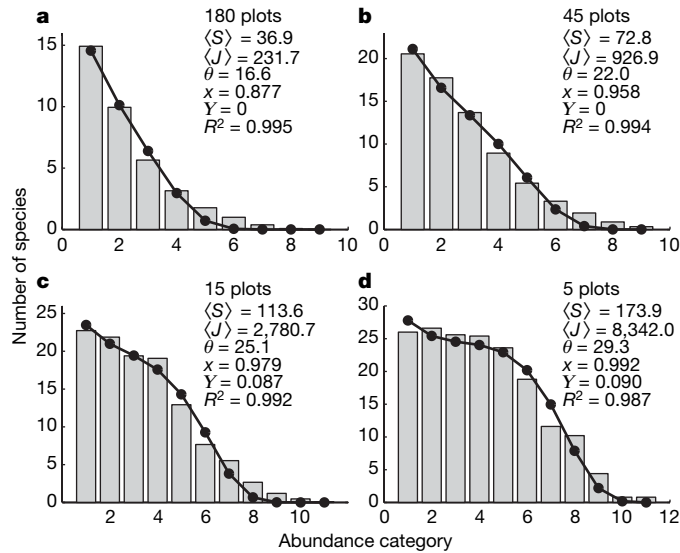 a
180 plots
⟨S⟩ = 36.9
⟨J⟩ = 231.7
θ = 16.6
x = 0.877
Y = 0
R² = 0.995
15
10
5
0
0 2 4 6 8 10
b
45 plots
⟨S⟩ = 72.8
⟨J⟩ = 926.9
θ = 22.0
x = 0.958
Y = 0
R² = 0.994
20
15
10
5
0
0 2 4 6 8 10
Number of species
c
15 plots
⟨S⟩ = 113.6
⟨J⟩ = 2,780.7
θ = 25.1
x = 0.979
Y = 0.087
R² = 0.992
25
20
15
10
5
0
2 4 6 8 10
d
5 plots
⟨S⟩ = 173.9
⟨J⟩ = 8,342.0
θ = 29.3
x = 0.992
Y = 0.090
R² = 0.987
30
25
20
15
10
5
0
0 2 4 6 8 10 12
Abundance category